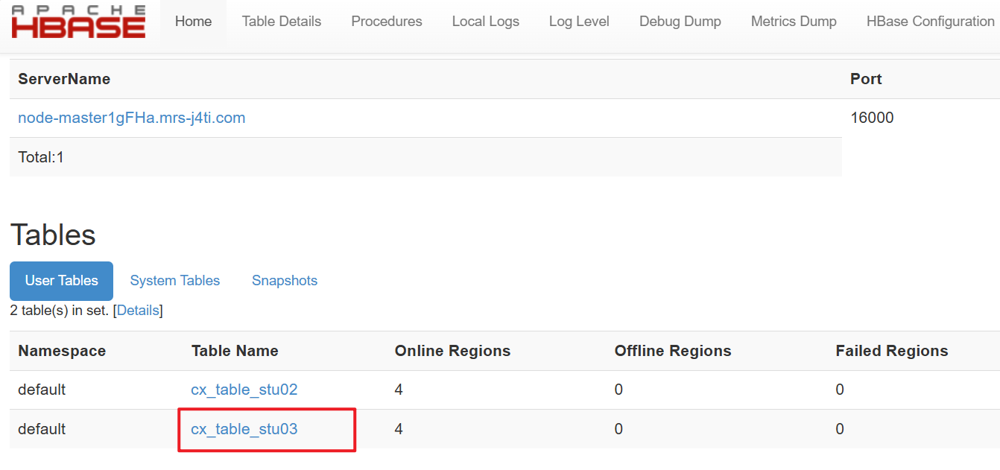 APACHE
HBASE
Home Table Details Procedures Local Logs Log Level Debug Dump Metrics Dump HBase Configuration
ServerName Port
node-master1gFHa.mrs-j4ti.com 16000
Total:1
Tables
User Tables System Tables Snapshots
2 table(s) in set. [Details]
Namespace Table Name Online Regions Offline Regions Failed Regions
default cx_table_stu02 4 0 0
default cx_table_stu03 4 0 0